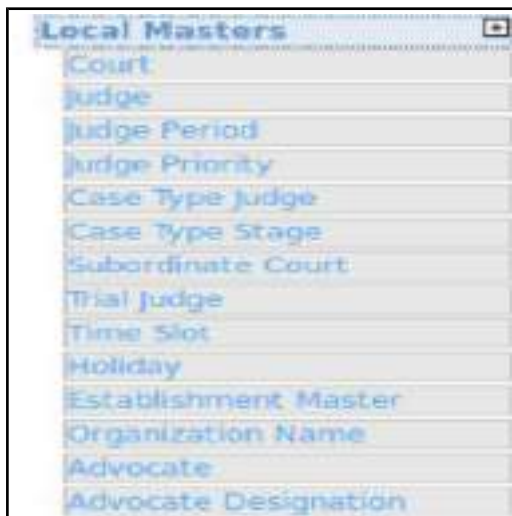 Local Masters
Court
Judge
Judge Period
Judge Priority
Case Type Judge
Case Type Stage
Subordinate Court
Trial Judge
Time Slot
Holiday
Establishment Master
Organization Name
Advocate
Advocate Designation